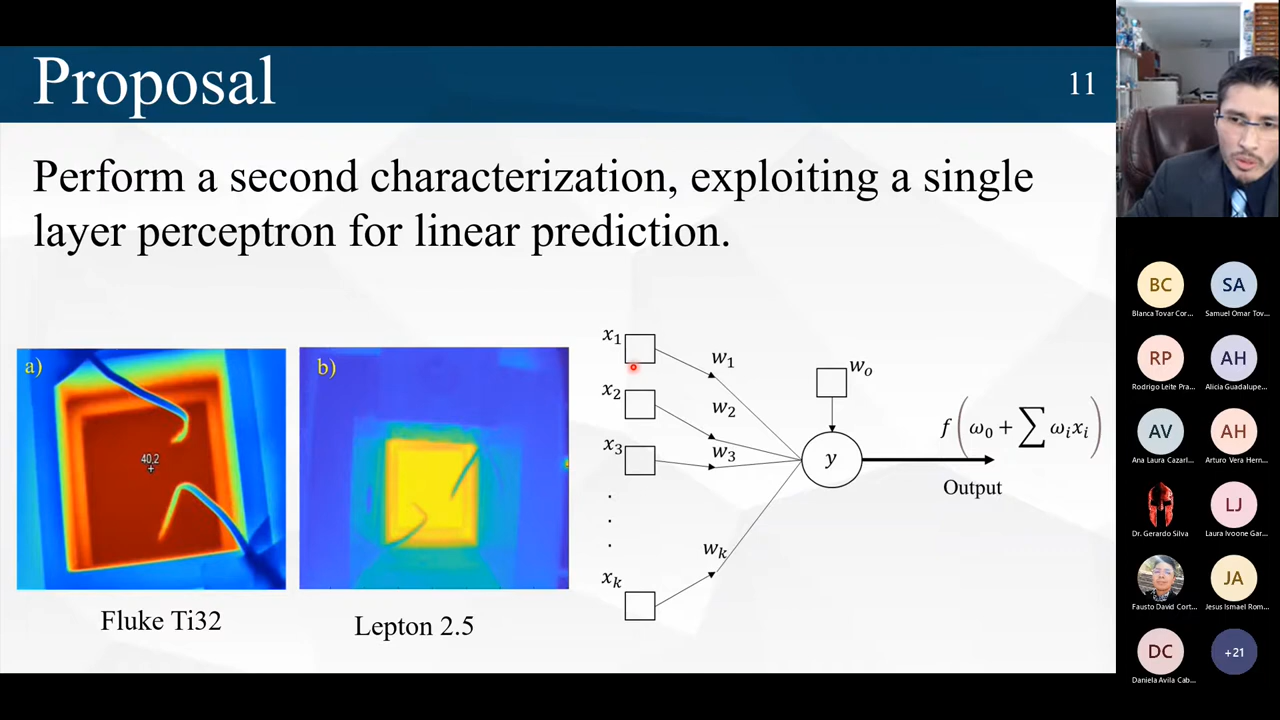 Proposal
11
Perform a second characterization, exploiting a single
layer perceptron for linear prediction.
a)
40.2
Fluke Ti32
b)
Lepton 2.5
x₁
x₂
x₃
.
.
.
xₖ
w₁
w₂
w₃
wₖ
wₒ
y
f(ω₀ + ∑ ωᵢxᵢ)
Output
BC
Blanca Tovar Cor...
SA
Samuel Omar Tov...
RP
Rodrigo Leite Pra...
AH
Alicia Guadalupe...
AV
Ana Laura Cazarl...
AH
Arturo Vera Hern...
Dr. Gerardo Silva
LJ
Laura Ivoone Gar...
Fausto David Cort...
JA
Jesus Ismael Rom...
DC
Daniela Avila Cab...
+21